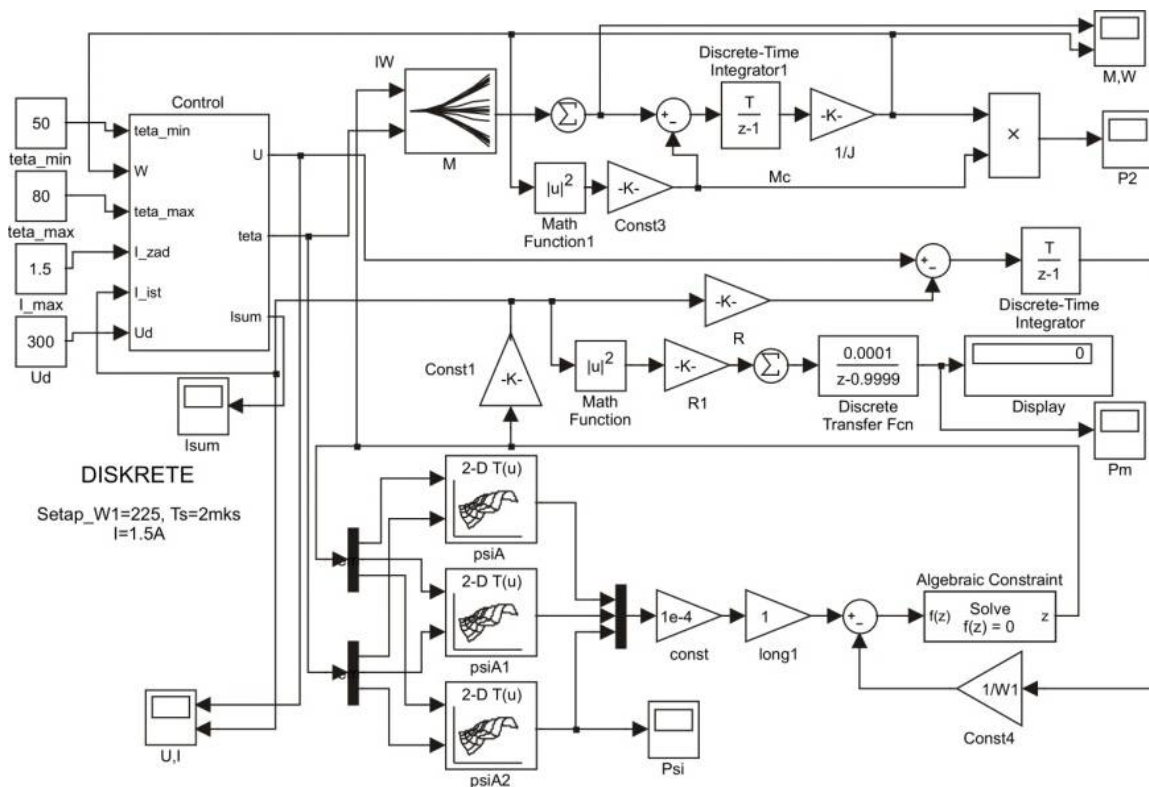 Control
50
teta_min
80
teta_max
1.5
I_max
300
Ud
teta_min
W
teta_max
I_zad
I_ist
Ud
U
teta
Isum
Isum
IW
M
Σ
+
-
Discrete-Time
Integrator1
T
z-1
-K-
1/J
×
M,W
P2
|u|²
Math
Function1
-K-
Const3
Mc
+
-
T
z-1
Discrete-Time
Integrator
-K-
R
Const1
-K-
|u|²
Math
Function
-K-
R1
Σ
0.0001
z-0.9999
Discrete
Transfer Fcn
0
Display
Pm
DISKRETE
Setap_W1=225, Ts=2mks
I=1.5A
2-D T(u)
psiA
2-D T(u)
psiA1
2-D T(u)
psiA2
1e-4
const
1
long1
+
-
Algebraic Constraint
f(z)
Solve
f(z) = 0
z
1/W1
Const4
Psi
U,I